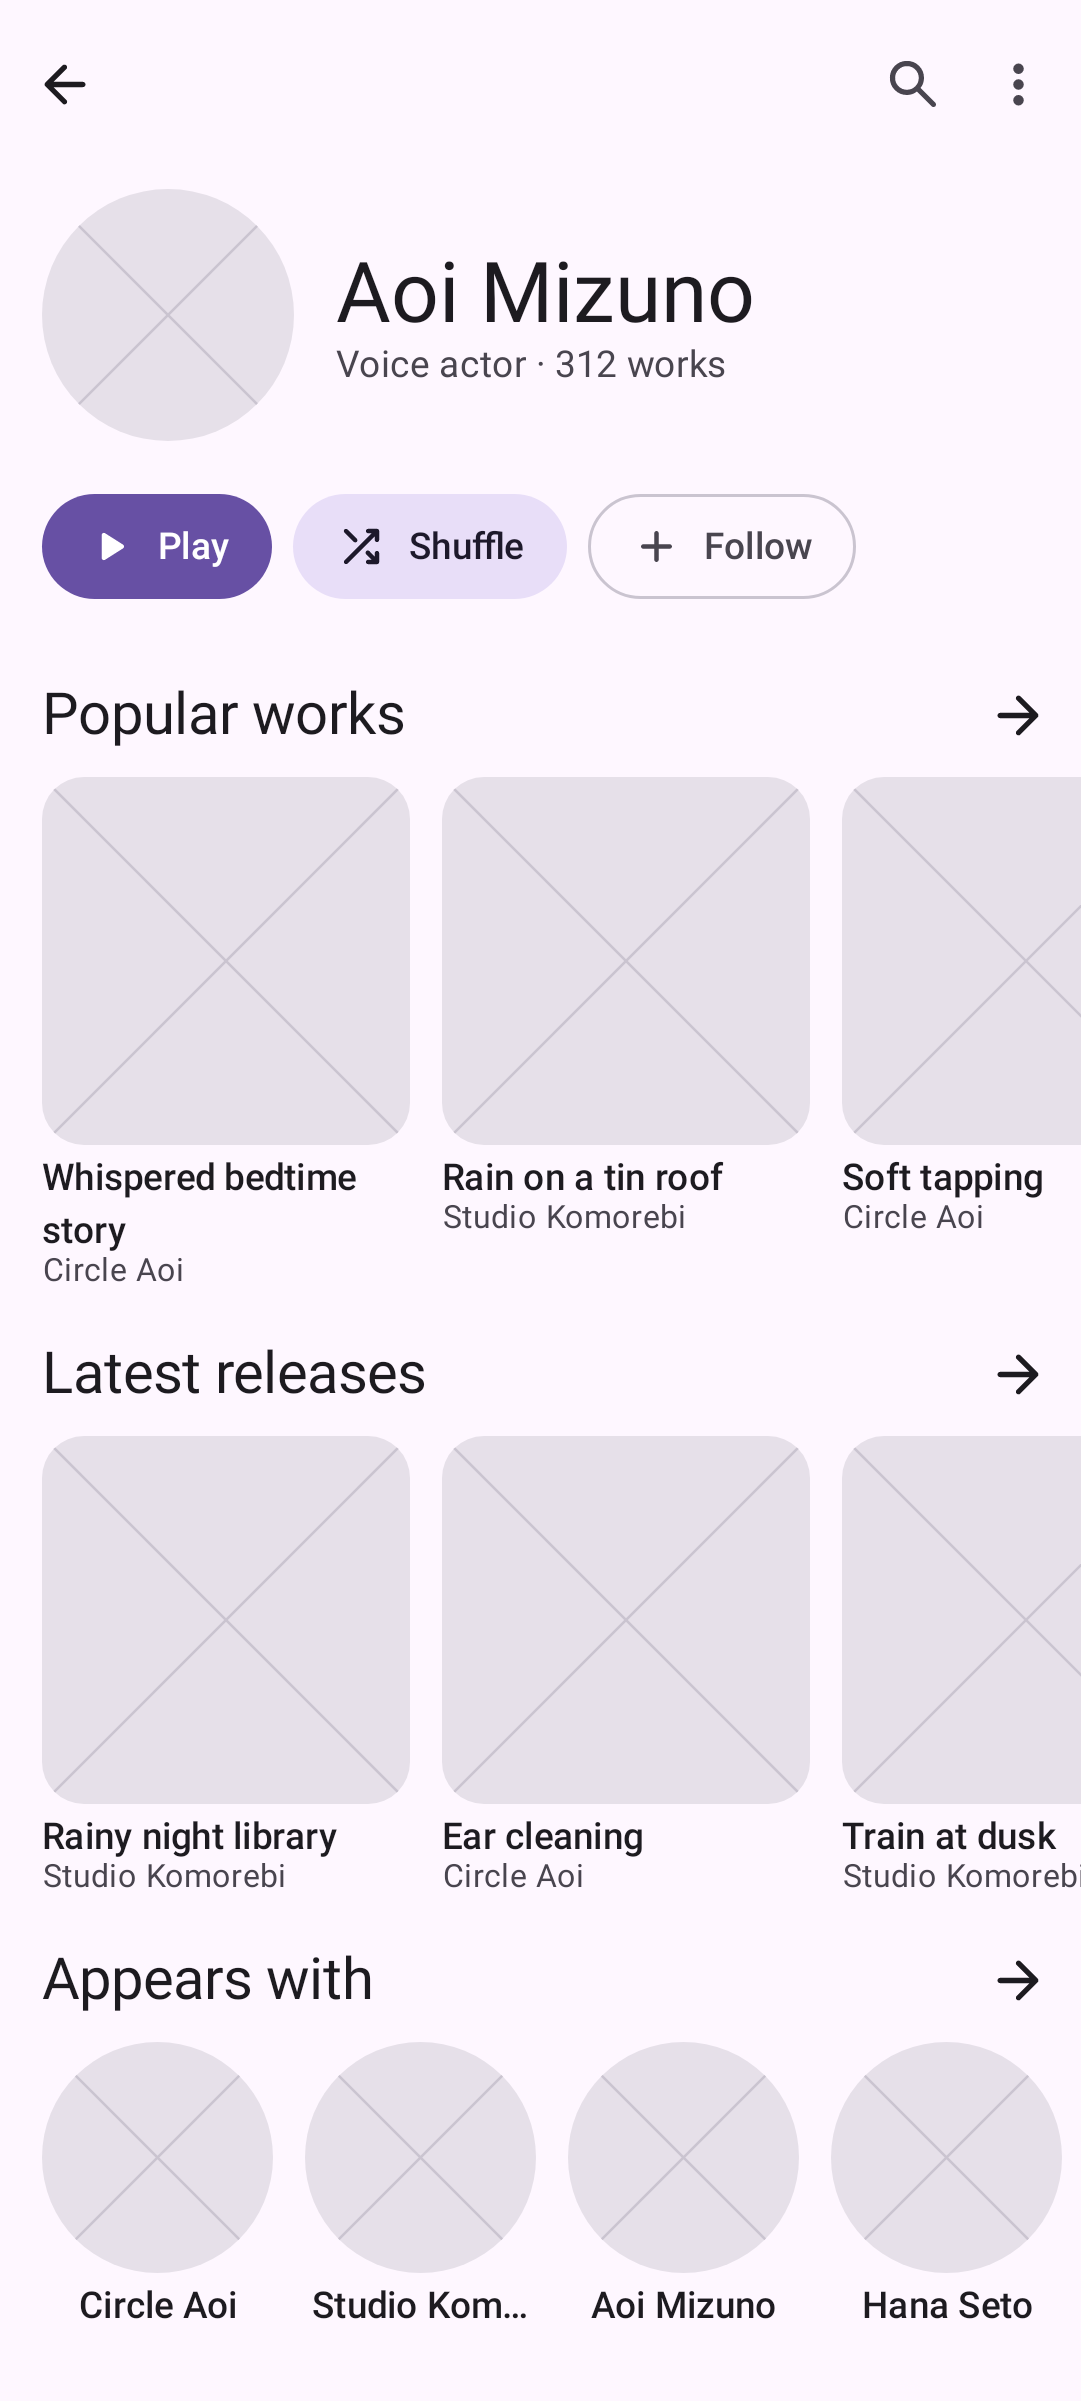 Aoi Mizuno
Voice actor · 312 works
Play
Shuffle
Follow
Popular works
Whispered bedtime
story
Circle Aoi
Rain on a tin roof
Studio Komorebi
Soft tapping
Circle Aoi
Latest releases
Rainy night library
Studio Komorebi
Ear cleaning
Circle Aoi
Train at dusk
Studio Komorebi
Appears with
Circle Aoi
Studio Kom...
Aoi Mizuno
Hana Seto